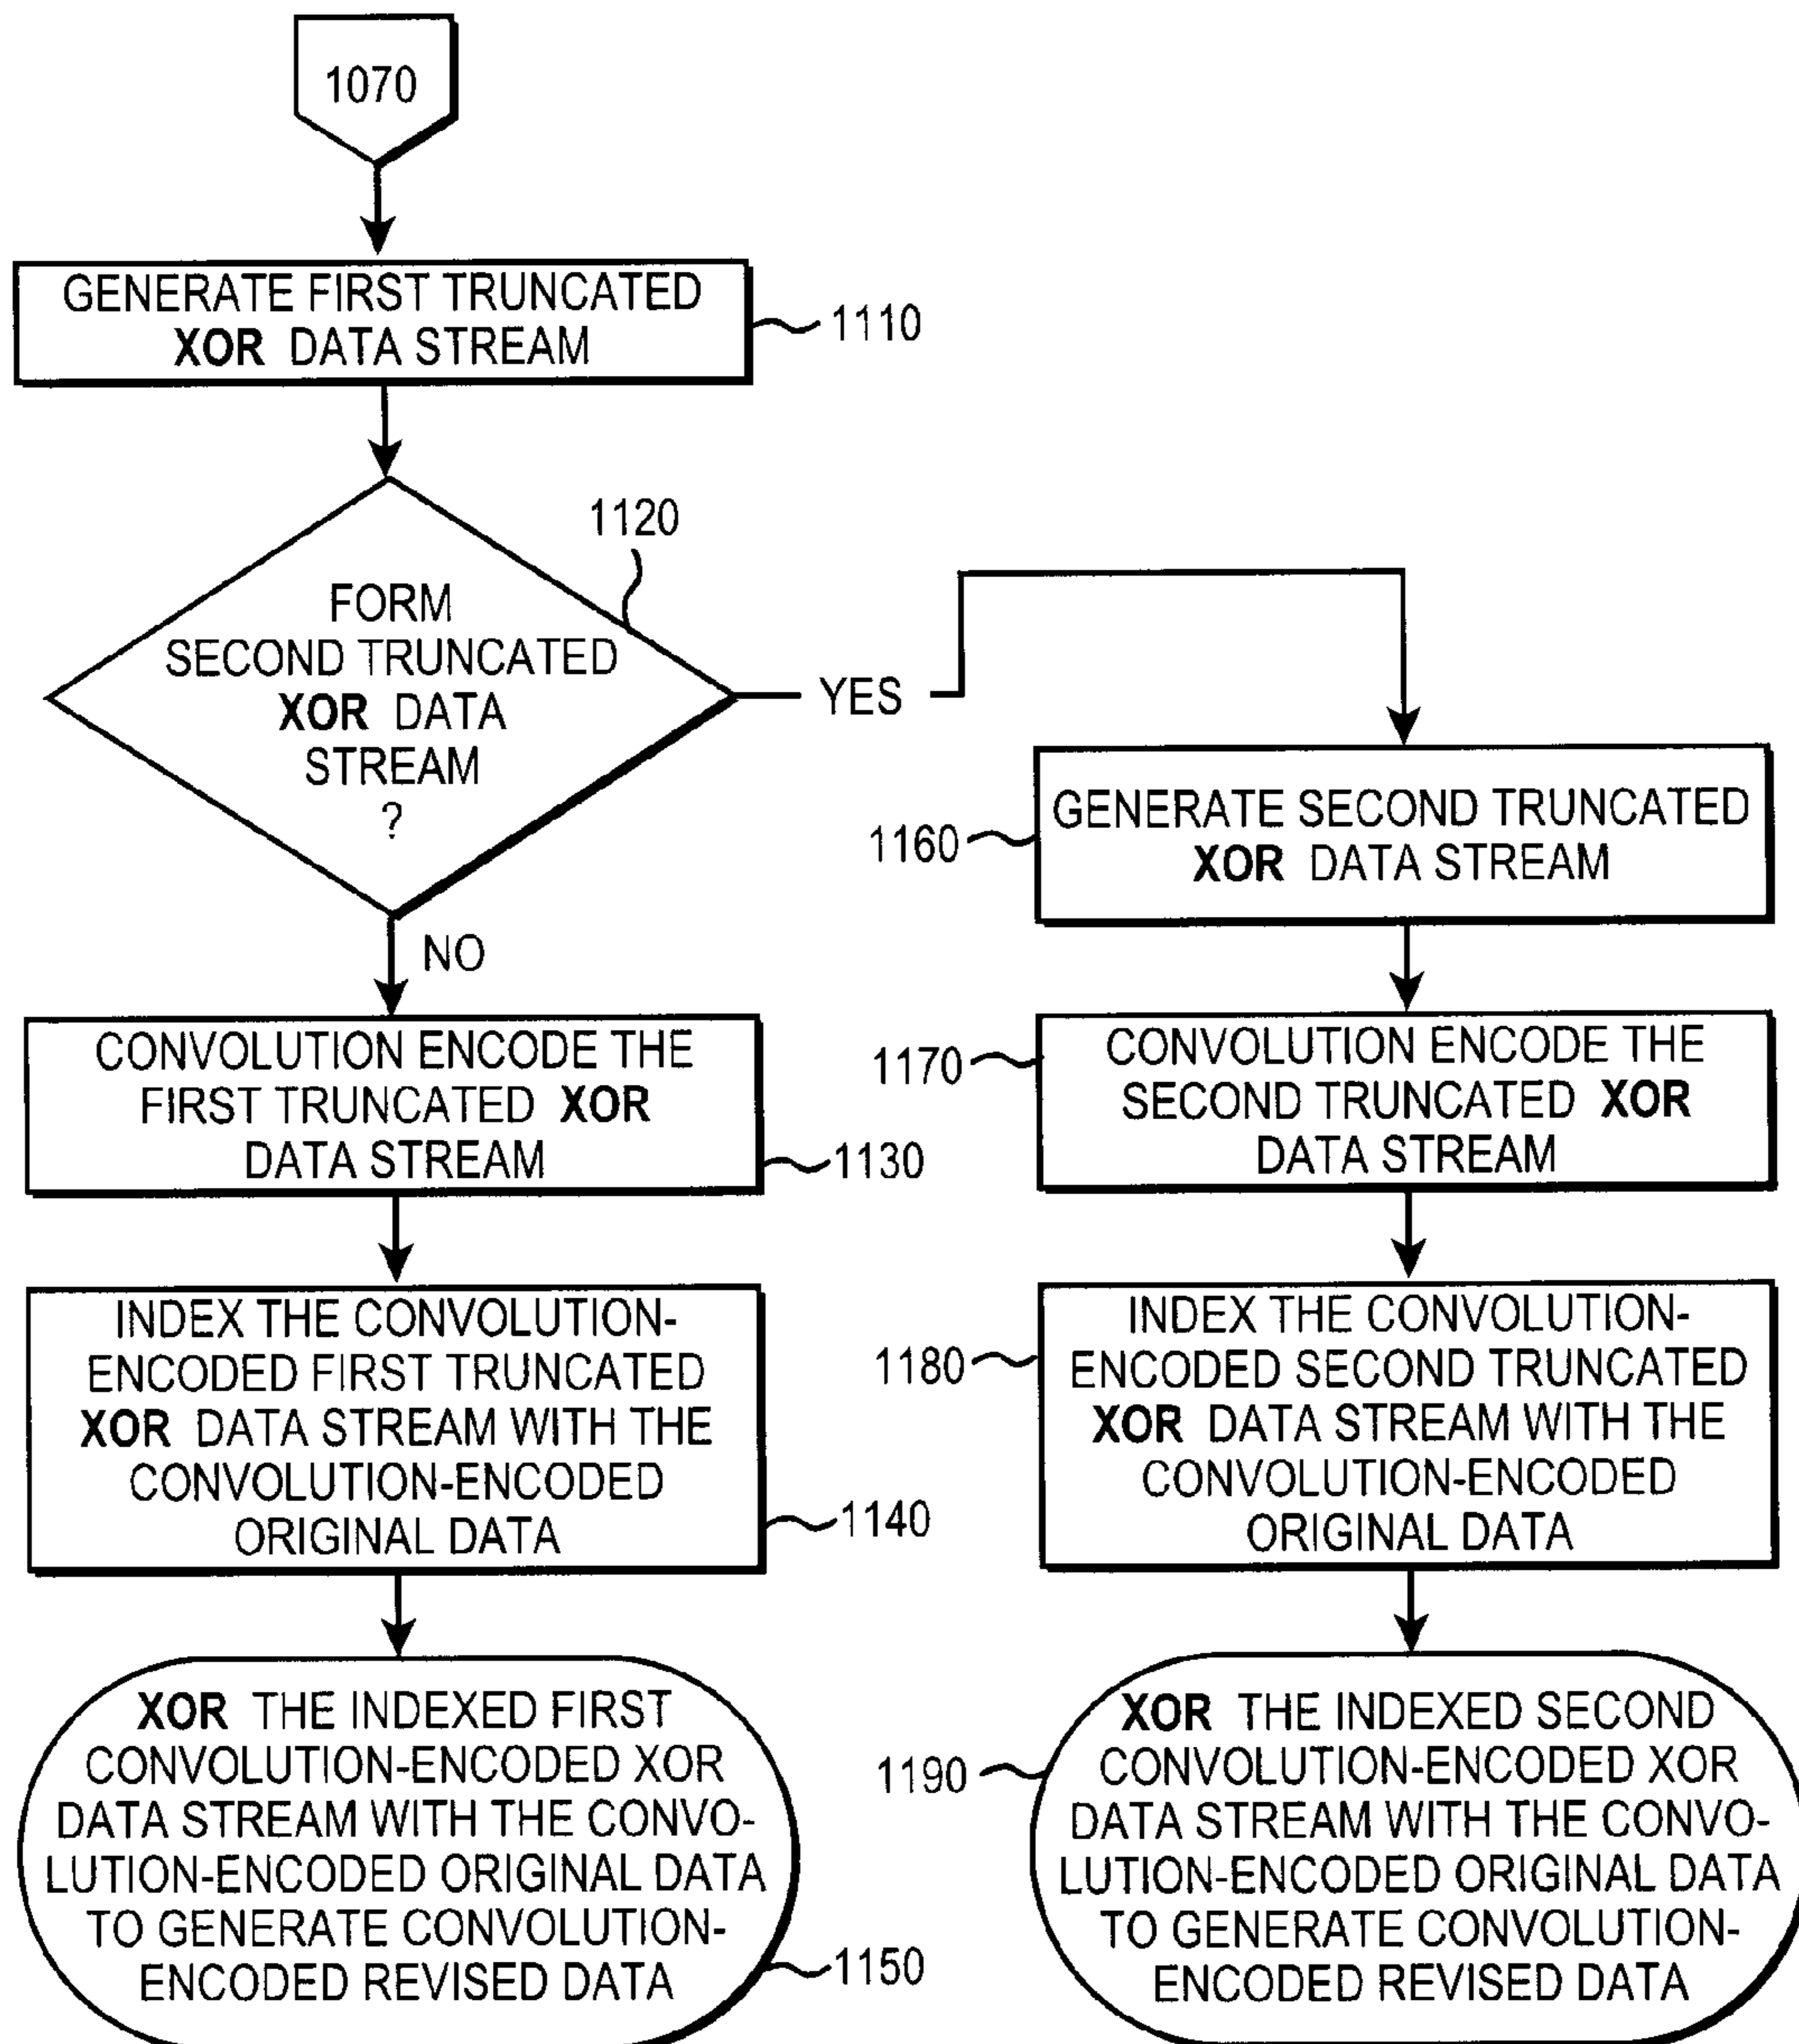 1070
GENERATE FIRST TRUNCATED
XOR DATA STREAM
1110
1120
FORM
SECOND TRUNCATED
XOR DATA
STREAM
?
YES
NO
CONVOLUTION ENCODE THE
FIRST TRUNCATED XOR
DATA STREAM
1130
INDEX THE CONVOLUTION-
ENCODED FIRST TRUNCATED
XOR DATA STREAM WITH THE
CONVOLUTION-ENCODED
ORIGINAL DATA
1140
XOR THE INDEXED FIRST
CONVOLUTION-ENCODED XOR
DATA STREAM WITH THE CONVO-
LUTION-ENCODED ORIGINAL DATA
TO GENERATE CONVOLUTION-
ENCODED REVISED DATA
1150
GENERATE SECOND TRUNCATED
XOR DATA STREAM
1160
CONVOLUTION ENCODE THE
SECOND TRUNCATED XOR
DATA STREAM
1170
INDEX THE CONVOLUTION-
ENCODED SECOND TRUNCATED
XOR DATA STREAM WITH THE
CONVOLUTION-ENCODED
ORIGINAL DATA
1180
XOR THE INDEXED SECOND
CONVOLUTION-ENCODED XOR
DATA STREAM WITH THE CONVO-
LUTION-ENCODED ORIGINAL DATA
TO GENERATE CONVOLUTION-
ENCODED REVISED DATA
1190